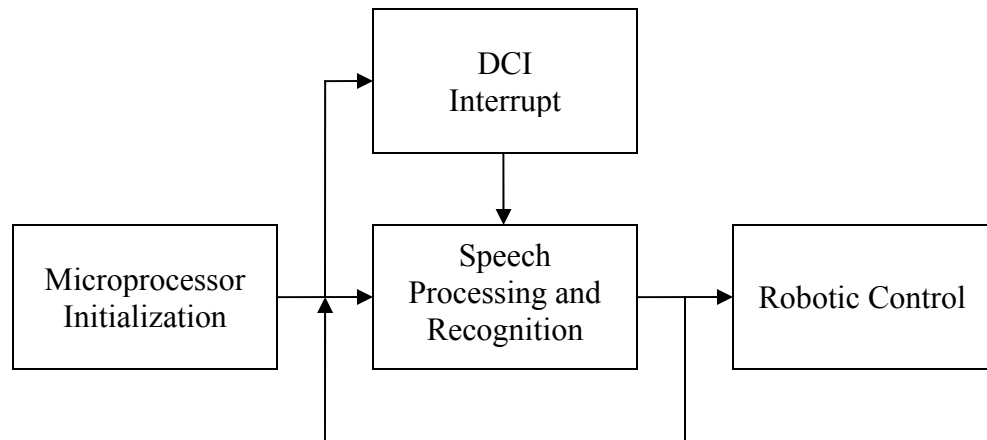 DCI
Interrupt
Microprocessor
Initialization
Speech
Processing and
Recognition
Robotic Control